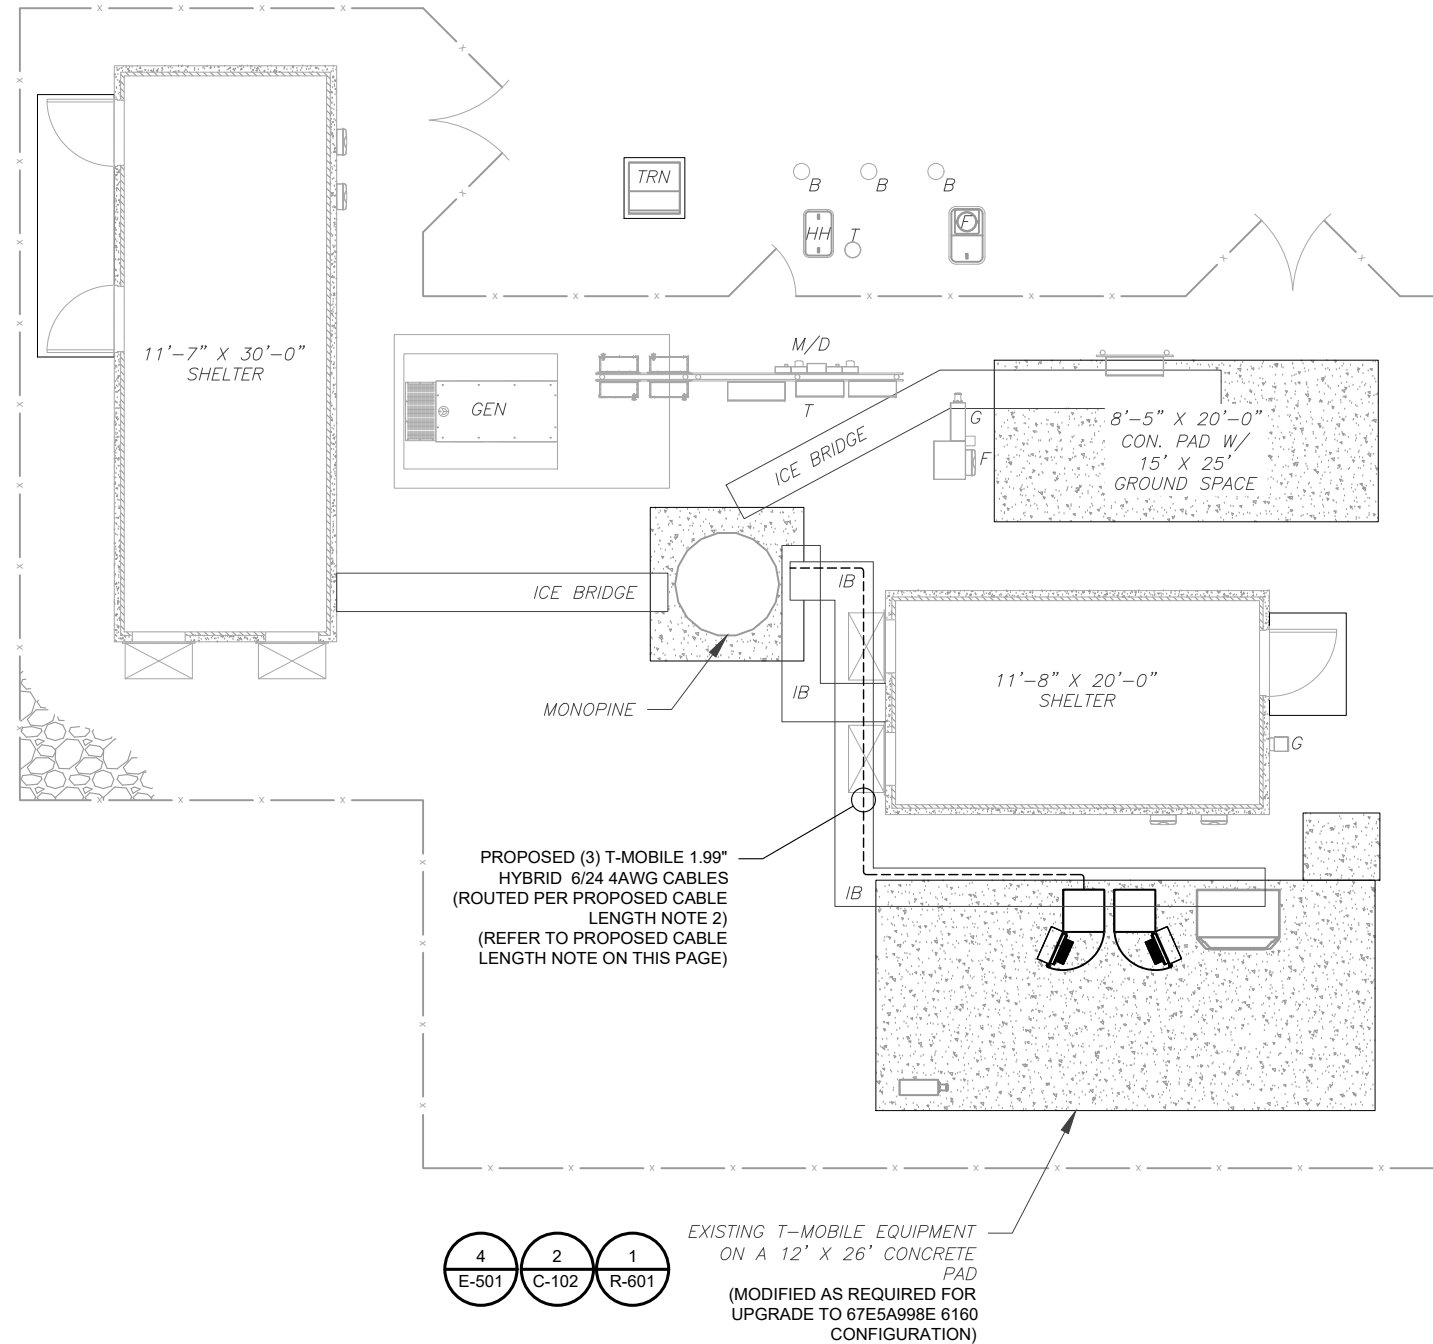 TRN
B
B
B
HH
T
F
11'-7" X 30'-0"
SHELTER
GEN
M/D
T
ICE BRIDGE
G
F
8'-5" X 20'-0"
CON. PAD W/
15' X 25'
GROUND SPACE
ICE BRIDGE
IB
IB
MONOPINE
11'-8" X 20'-0"
SHELTER
G
PROPOSED (3) T-MOBILE 1.99"
HYBRID 6/24 4AWG CABLES
(ROUTED PER PROPOSED CABLE
LENGTH NOTE 2)
(REFER TO PROPOSED CABLE
LENGTH NOTE ON THIS PAGE)
IB
4
E-501
2
C-102
1
R-601
EXISTING T-MOBILE EQUIPMENT
ON A 12' X 26' CONCRETE
PAD
(MODIFIED AS REQUIRED FOR
UPGRADE TO 67E5A998E 6160
CONFIGURATION)